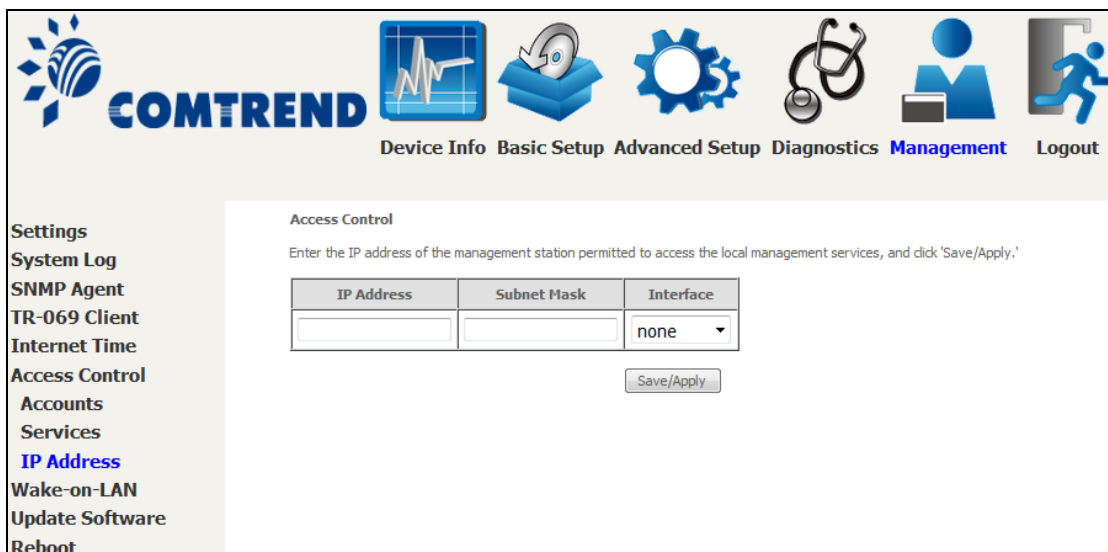 COMTREND
Device Info Basic Setup Advanced Setup Diagnostics Management Logout
Settings
System Log
SNMP Agent
TR-069 Client
Internet Time
Access Control
Accounts
Services
IP Address
Wake-on-LAN
Update Software
Reboot
Access Control
Enter the IP address of the management station permitted to access the local management services, and click 'Save/Apply.'
IP Address Subnet Mask Interface
none
Save/Apply